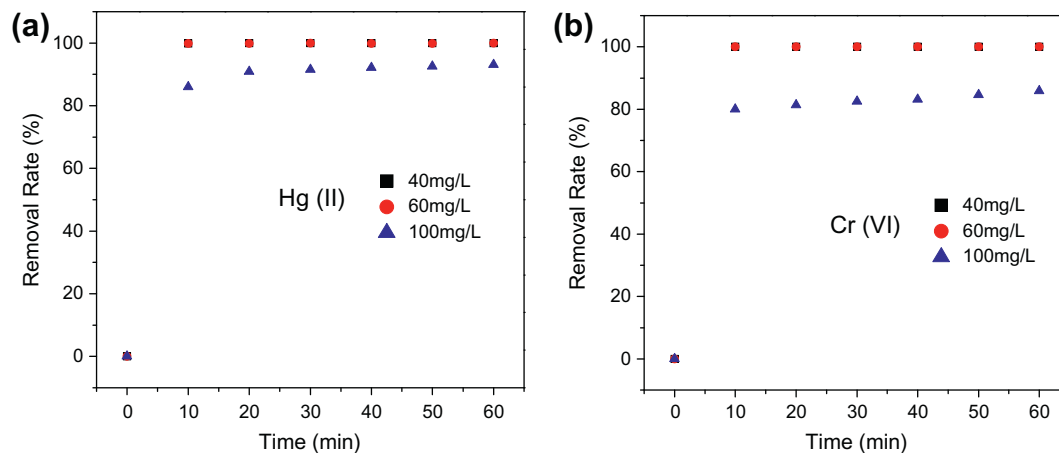 (a)
100
80
60
40
20
0
Removal Rate (%)
Hg (II)
40mg/L
60mg/L
100mg/L
0 10 20 30 40 50 60
Time (min)
(b)
100
80
60
40
20
0
Removal Rate (%)
Cr (VI)
40mg/L
60mg/L
100mg/L
0 10 20 30 40 50 60
Time (min)